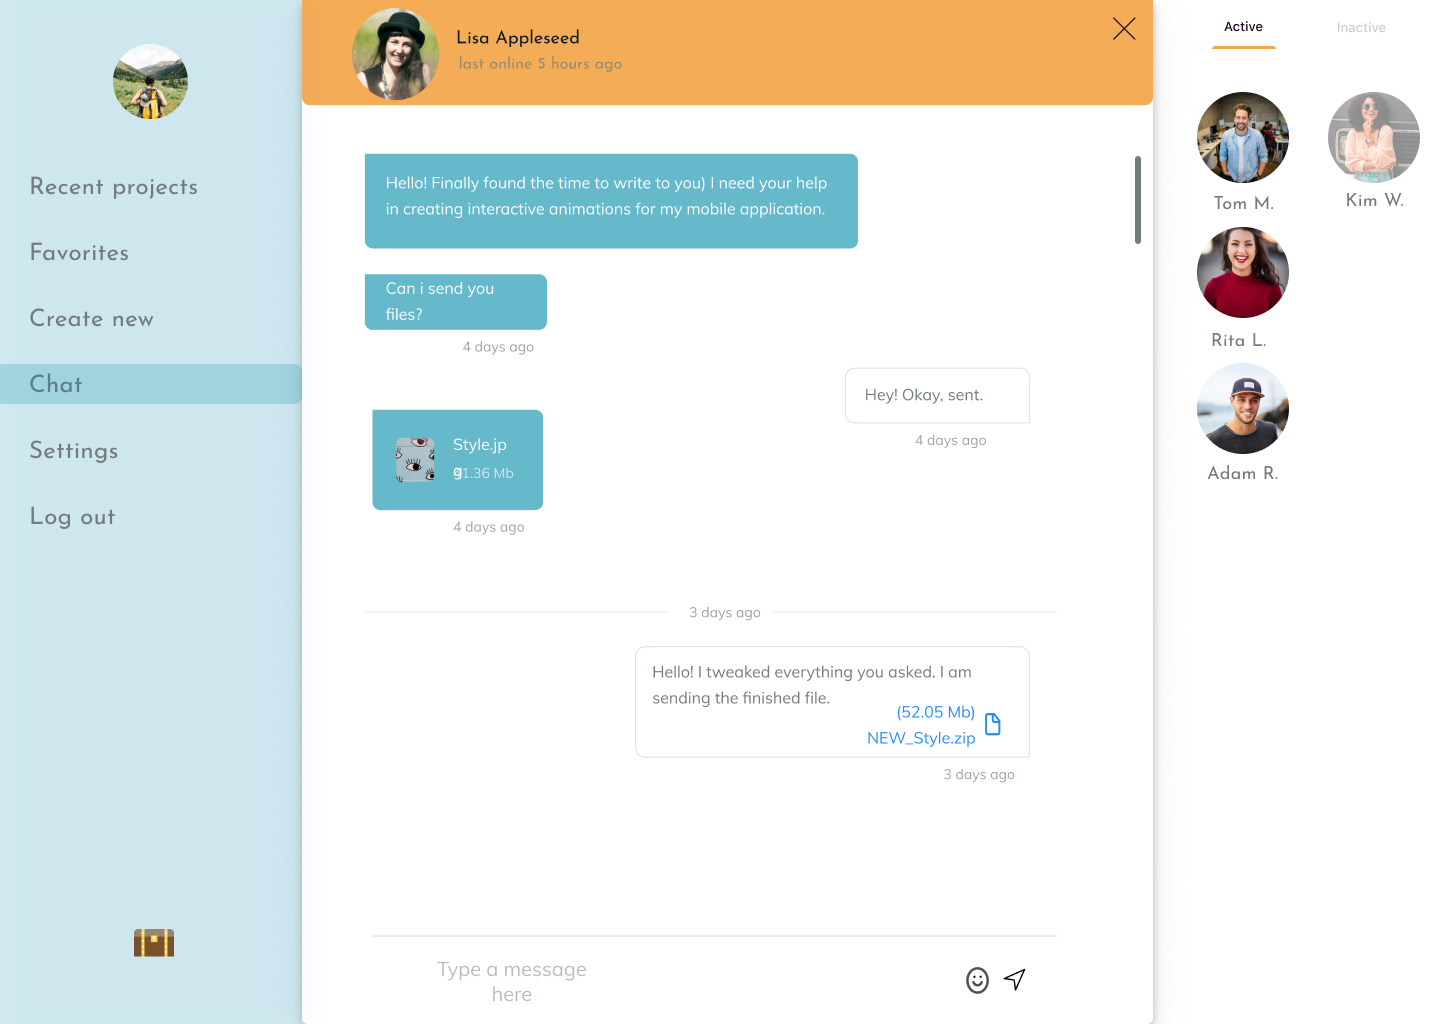 Recent projects
Favorites
Create new
Chat
Settings
Log out
Lisa Appleseed
last online 5 hours ago
Hello! Finally found the time to write to you) I need your help
in creating interactive animations for my mobile application.
Can i send you
files?
4 days ago
Hey! Okay, sent.
4 days ago
Style.jp
g
1.36 Mb
4 days ago
3 days ago
Hello! I tweaked everything you asked. I am
sending the finished file.
(52.05 Mb)
NEW_Style.zip
3 days ago
Type a message
here
Active
Inactive
Tom M.
Kim W.
Rita L.
Adam R.